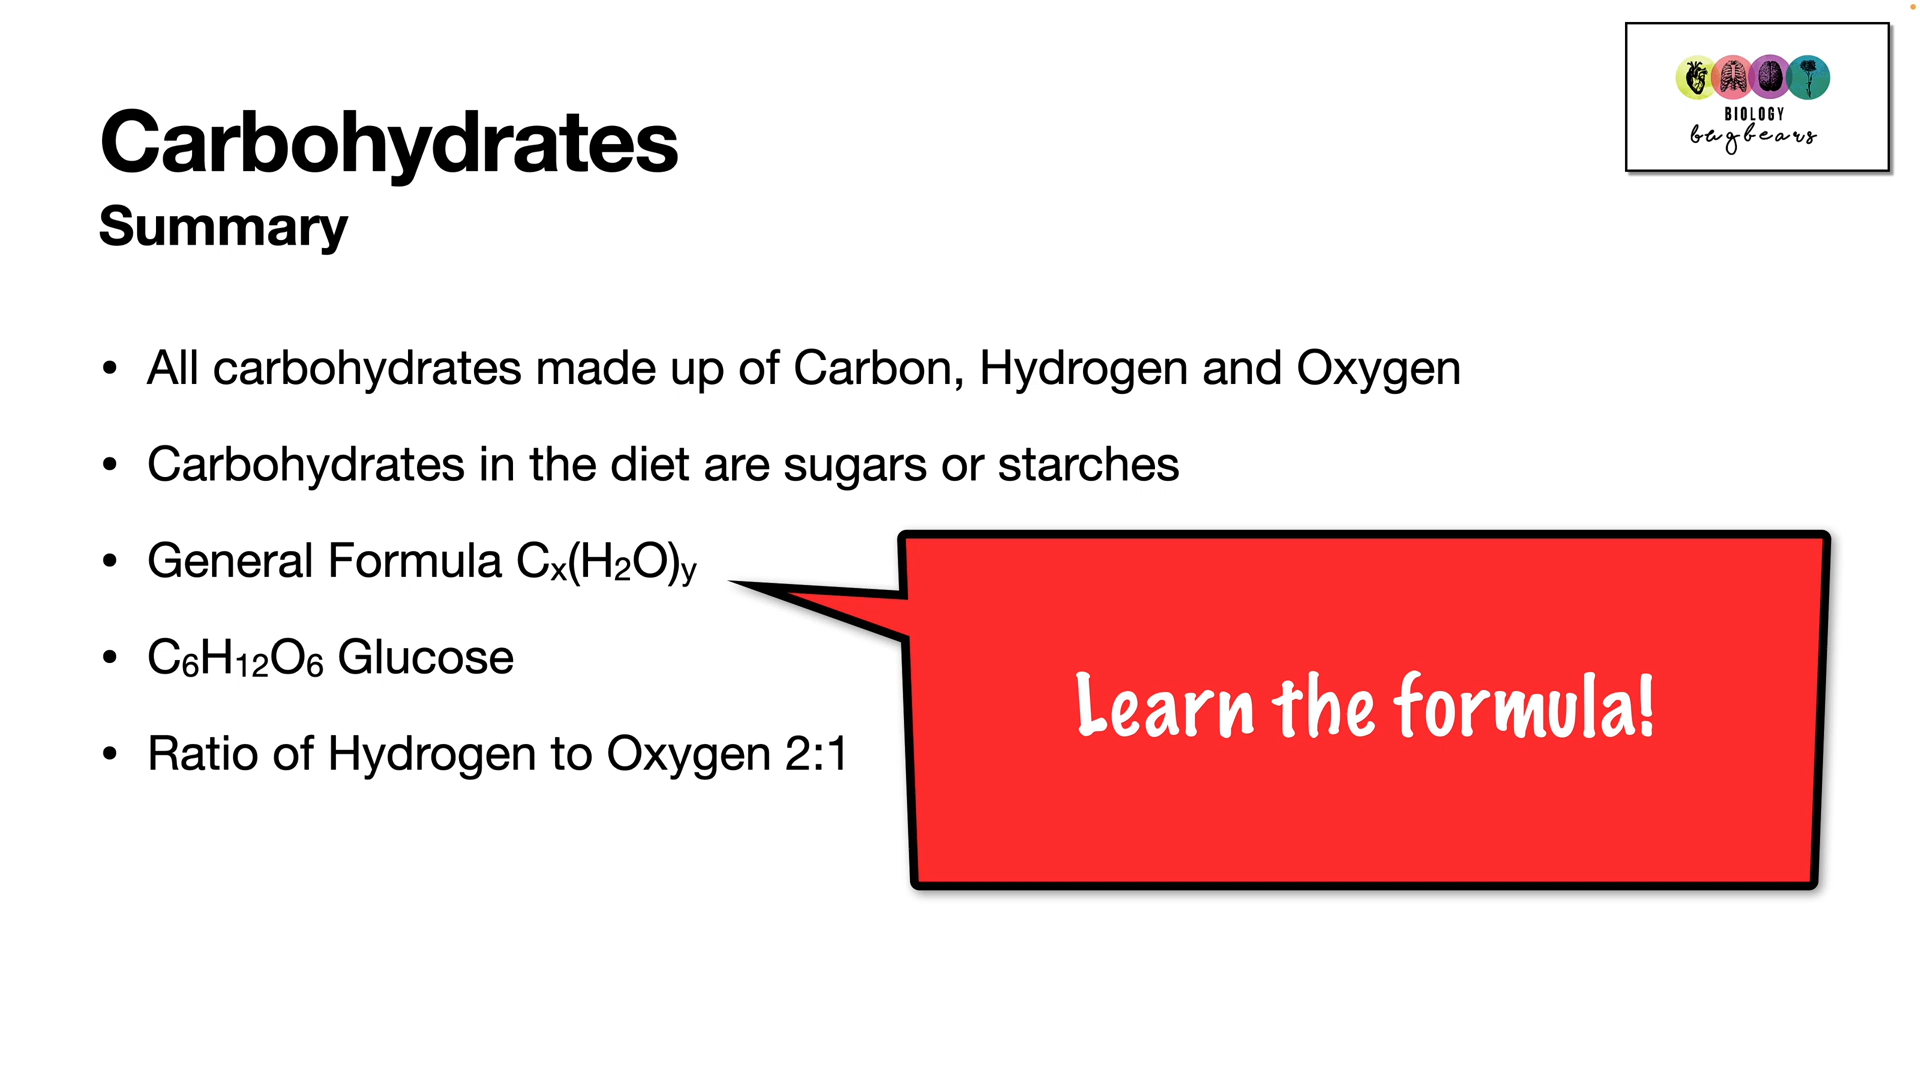 BIOLOGY
bugbears
Carbohydrates
Summary
• All carbohydrates made up of Carbon, Hydrogen and Oxygen
• Carbohydrates in the diet are sugars or starches
• General Formula Cₓ(H₂O)ᵧ
• C₆H₁₂O₆ Glucose
• Ratio of Hydrogen to Oxygen 2:1
Learn the formula!